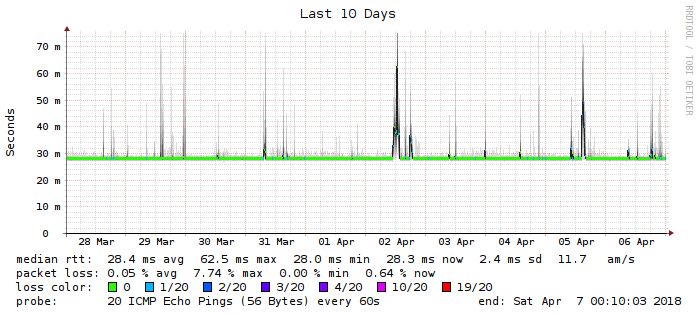 Last 10 Days
RRDTOOL / TOBI OETIKER
Seconds
70 m
60 m
50 m
40 m
30 m
20 m
10 m
0
28 Mar 29 Mar 30 Mar 31 Mar 01 Apr 02 Apr 03 Apr 04 Apr 05 Apr 06 Apr
median rtt: 28.4 ms avg 62.5 ms max 28.0 ms min 28.3 ms now 2.4 ms sd 11.7 am/s
packet loss: 0.05 % avg 7.74 % max 0.00 % min 0.64 % now
loss color: 0 1/20 2/20 3/20 4/20 10/20 19/20
probe: 20 ICMP Echo Pings (56 Bytes) every 60s end: Sat Apr 7 00:10:03 2018